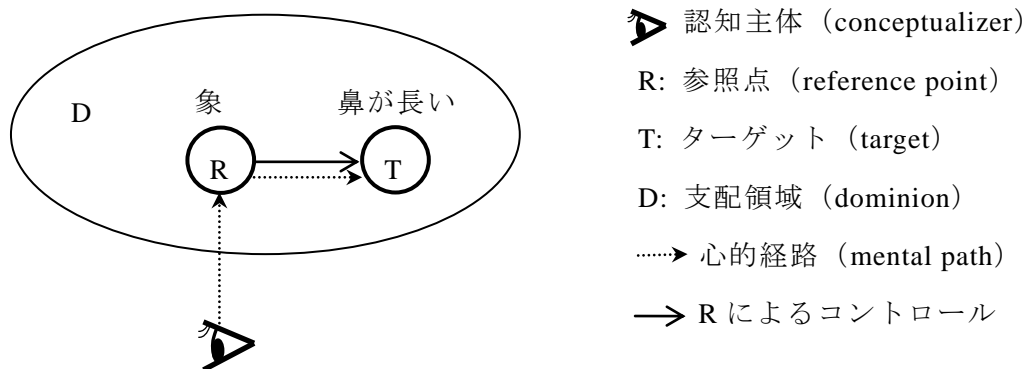 D
象
鼻が長い
R
T
認知主体（conceptualizer）
R: 参照点（reference point）
T: ターゲット（target）
D: 支配領域（dominion）
心的経路（mental path）
R によるコントロール